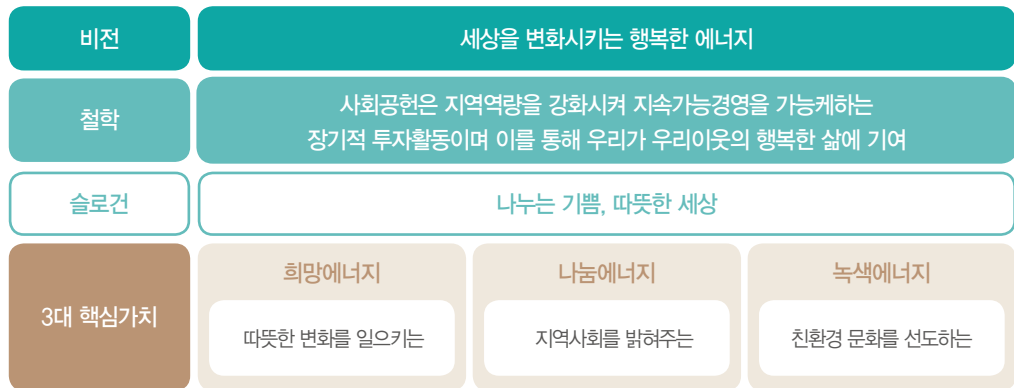 비전
세상을 변화시키는 행복한 에너지
철학
사회공헌은 지역역량을 강화시켜 지속가능경영을 가능케하는
장기적 투자활동이며 이를 통해 우리가 우리이웃의 행복한 삶에 기여
슬로건
나누는 기쁨, 따뜻한 세상
3대 핵심가치
희망에너지
따뜻한 변화를 일으키는
나눔에너지
지역사회를 밝혀주는
녹색에너지
친환경 문화를 선도하는